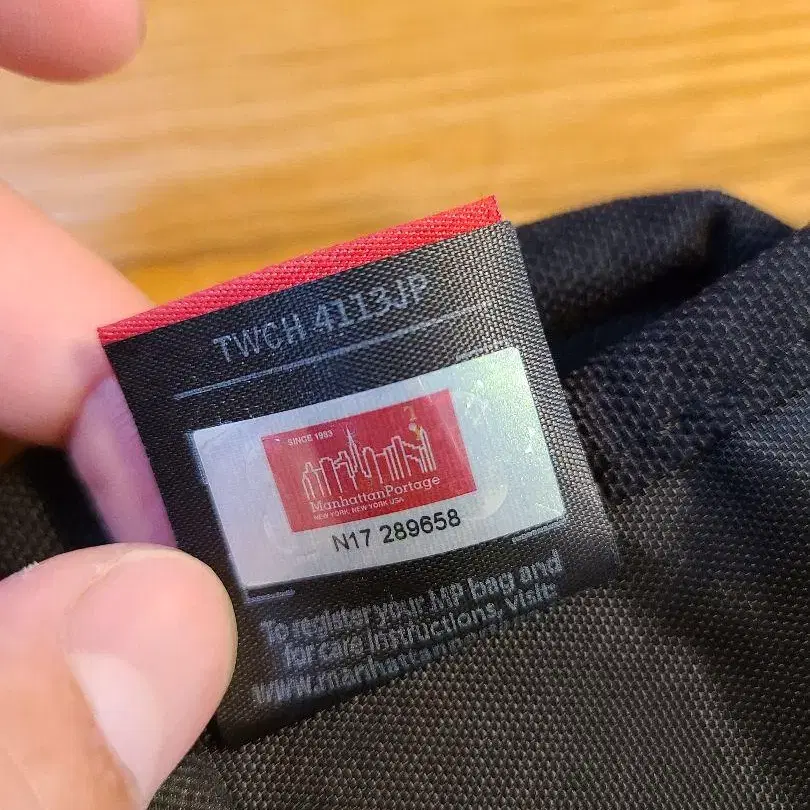 TWCH 4113JP
SINCE 1983
ManhattanPortage
NEW YORK, NEW YORK USA
N17 289658
To register your MP bag and
for care instructions, visit: